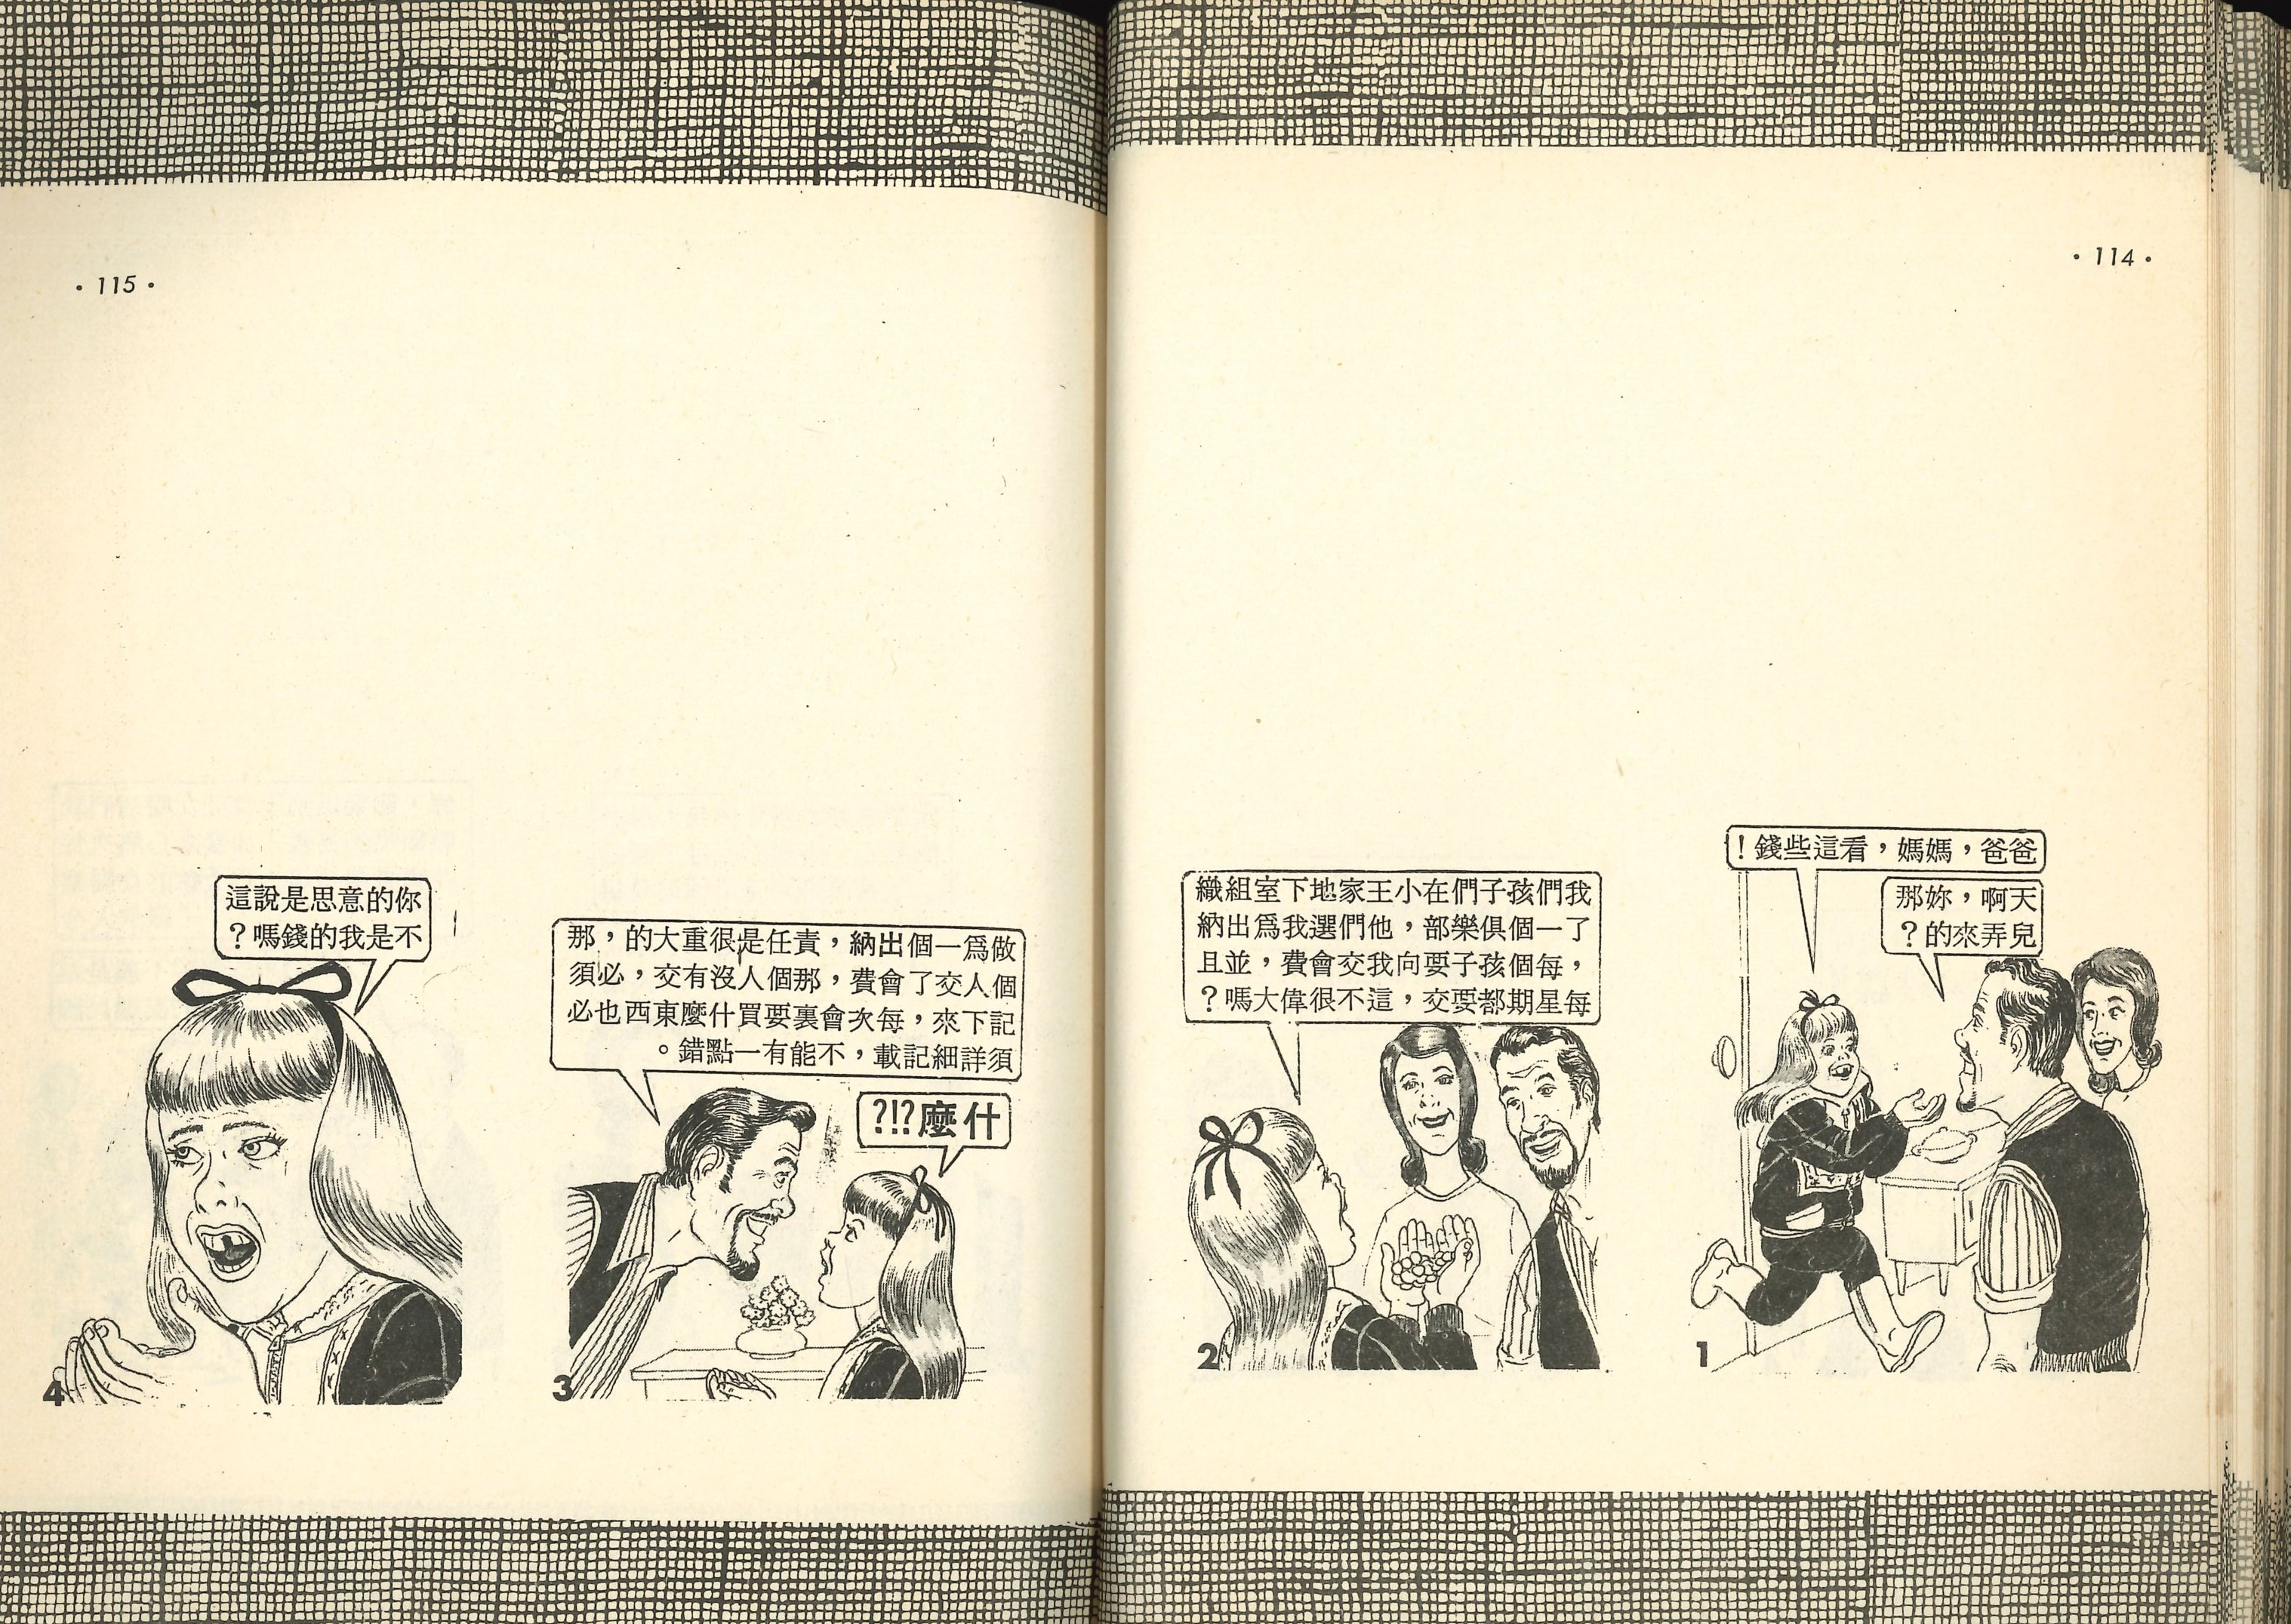 ·114·
爸爸，媽媽，看這些錢！
天啊，妳那
兒弄來的？
我們孩子們在小王家地下室組織
了一個俱樂部，他們選我爲出納
，每個孩子要向我交會費，並且
每星期都要交，這不很偉大嗎？
1
2
·115·
做爲一個出納，責任是很重大的，那
個人交了會費，那個人沒有交，必須
記下來，每次會裏要買什麼東西也必
須詳細記載，不能有一點錯。
什麼?!?
你的意思是說這
不是我的錢嗎？
3
4